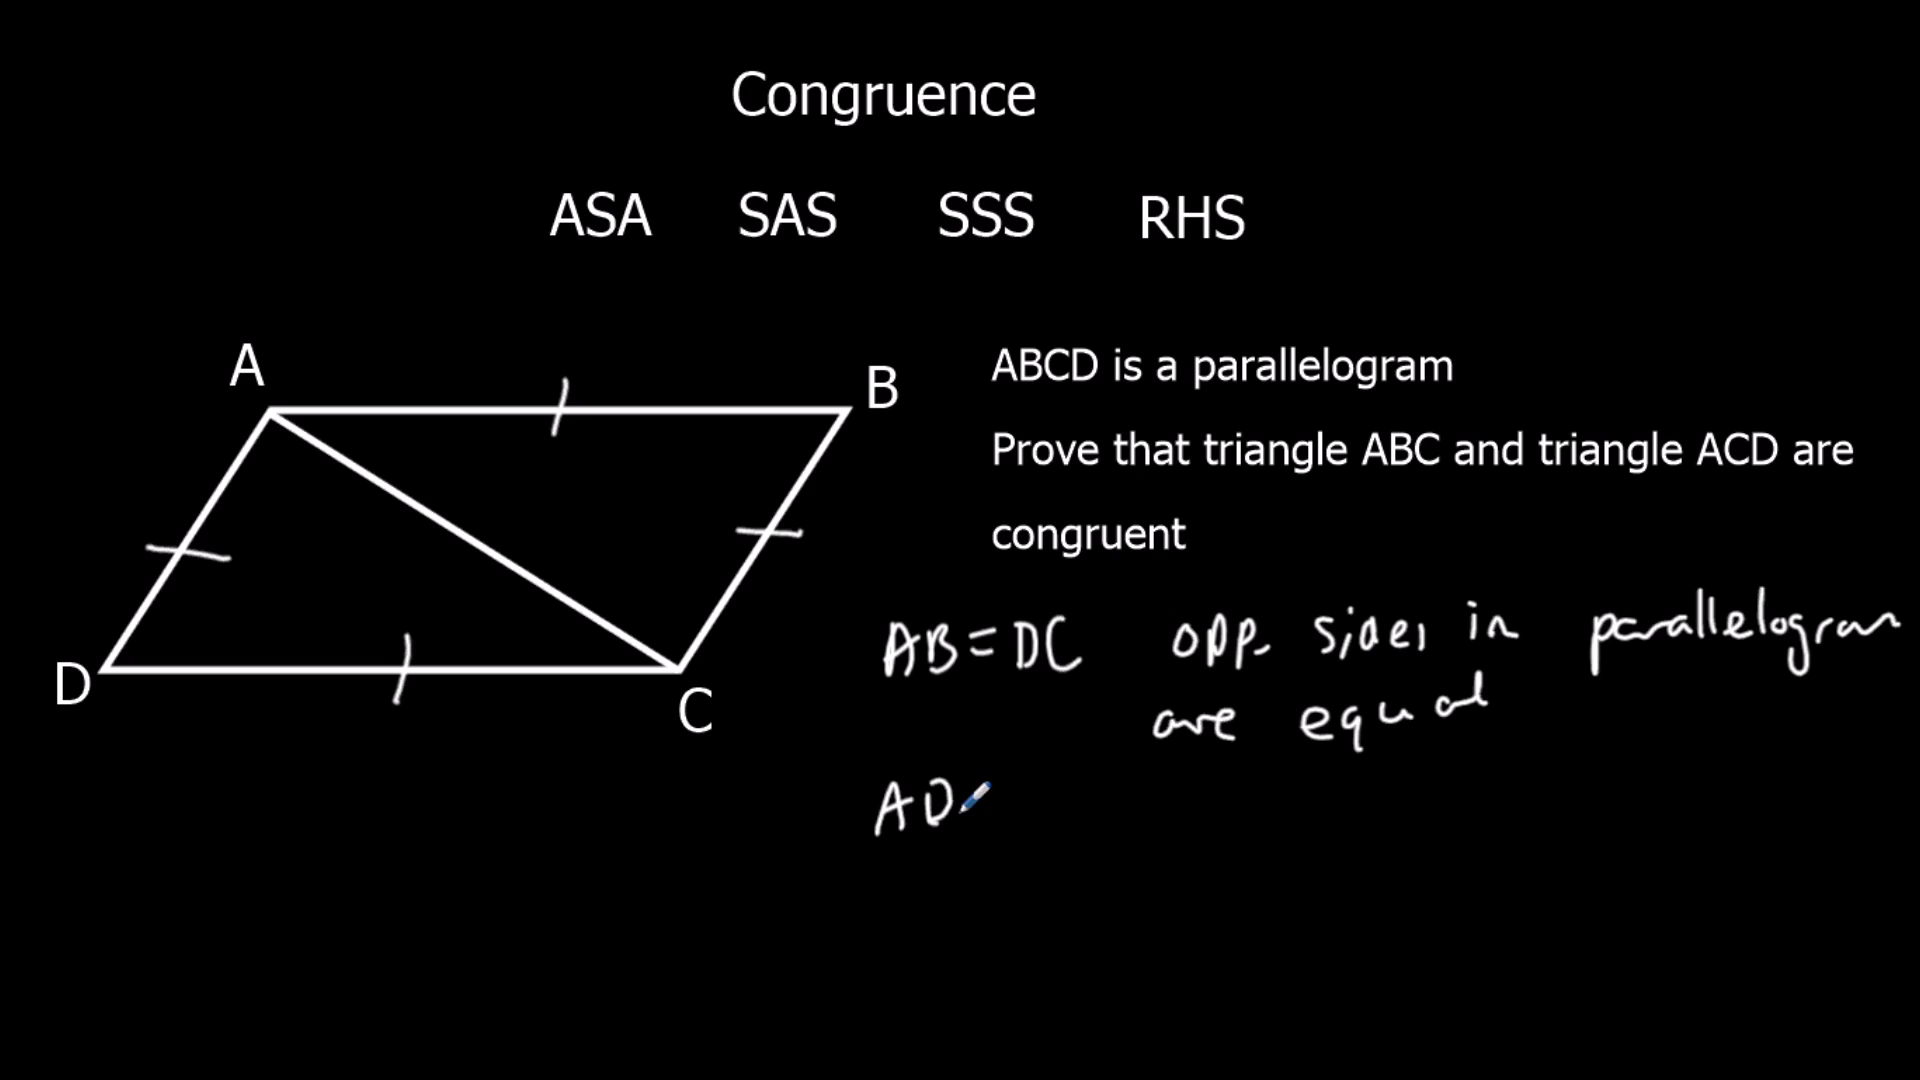 Congruence
ASA SAS SSS RHS
A
B
D
C
ABCD is a parallelogram
Prove that triangle ABC and triangle ACD are
congruent
AB = DC opp. sides in parallelogram
are equal
AD